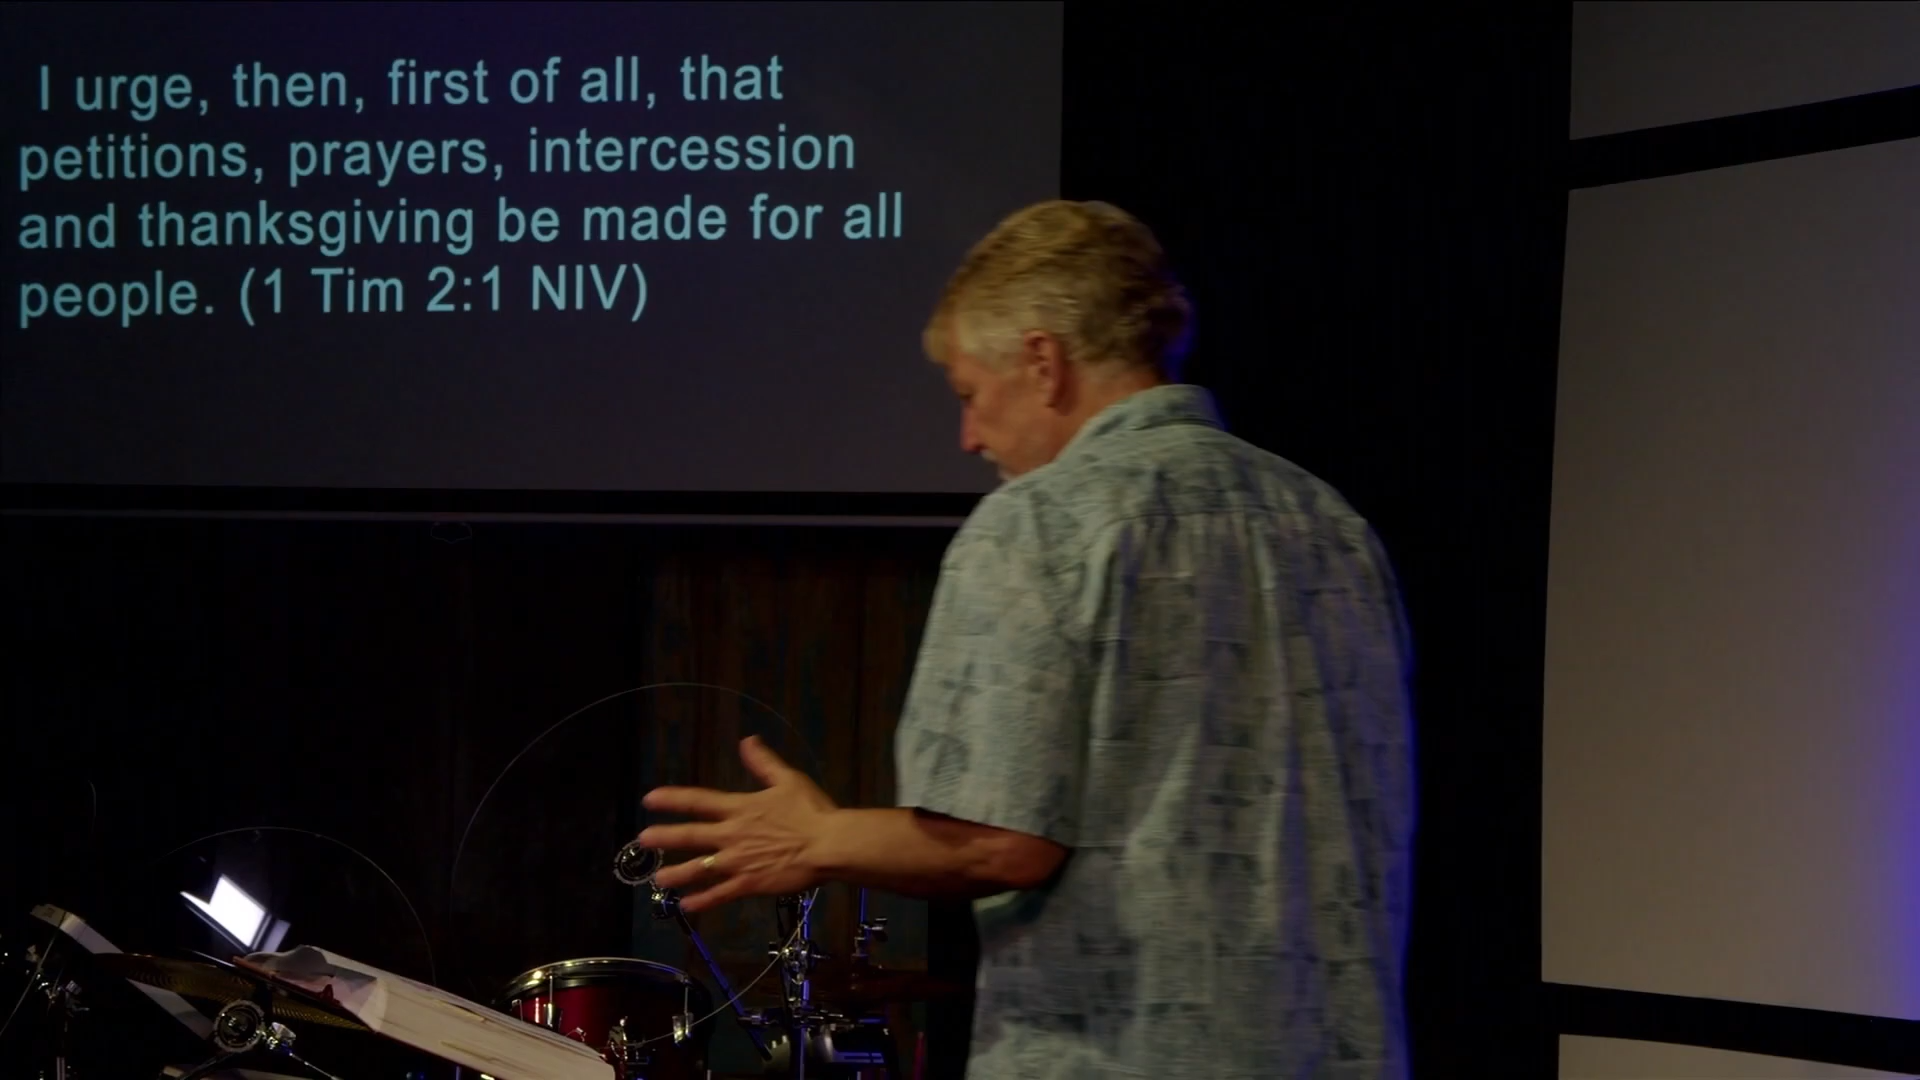 I urge, then, first of all, that
petitions, prayers, intercession
and thanksgiving be made for all
people. (1 Tim 2:1 NIV)